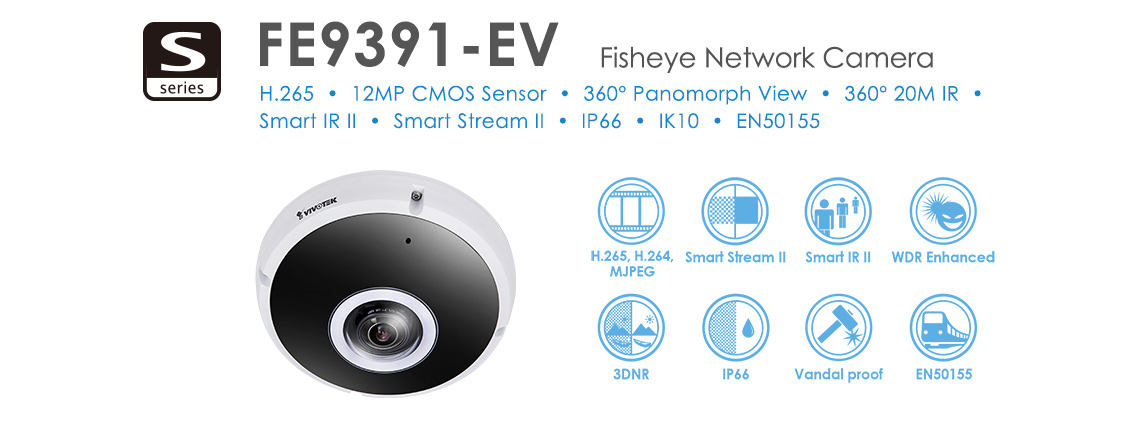 S
series
FE9391-EV
Fisheye Network Camera
H.265 • 12MP CMOS Sensor • 360° Panomorph View • 360° 20M IR •
Smart IR II • Smart Stream II • IP66 • IK10 • EN50155
VIVOTEK
H.265, H.264,
MJPEG
Smart Stream II
Smart IR II
WDR Enhanced
3DNR
IP66
Vandal proof
EN50155